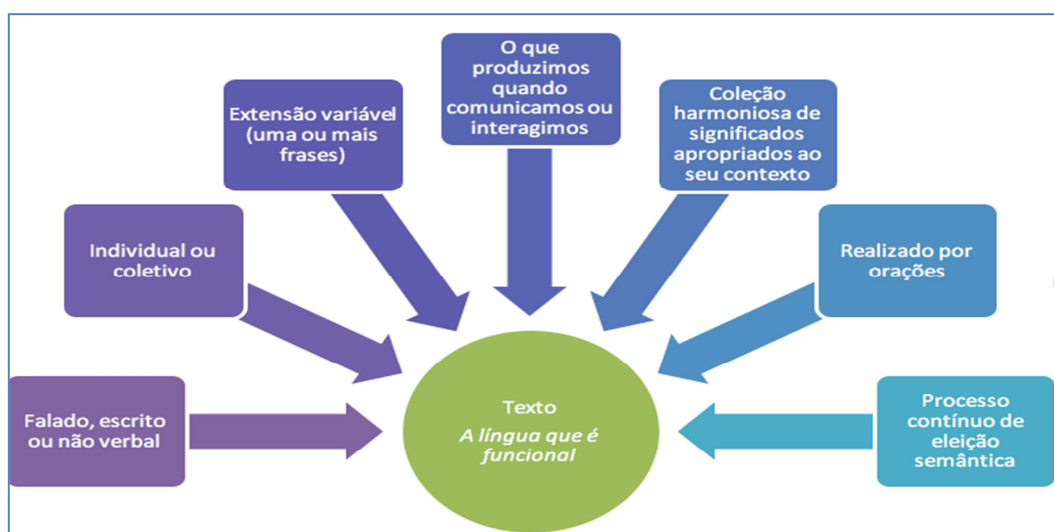 Falado, escrito
ou não verbal
Individual ou
coletivo
Extensão variável
(uma ou mais
frases)
O que
produzimos
quando
comunicamos ou
interagimos
Coleção
harmoniosa de
significados
apropriados ao
seu contexto
Realizado por
orações
Processo
contínuo de
eleição
semântica
Texto
A língua que é
funcional